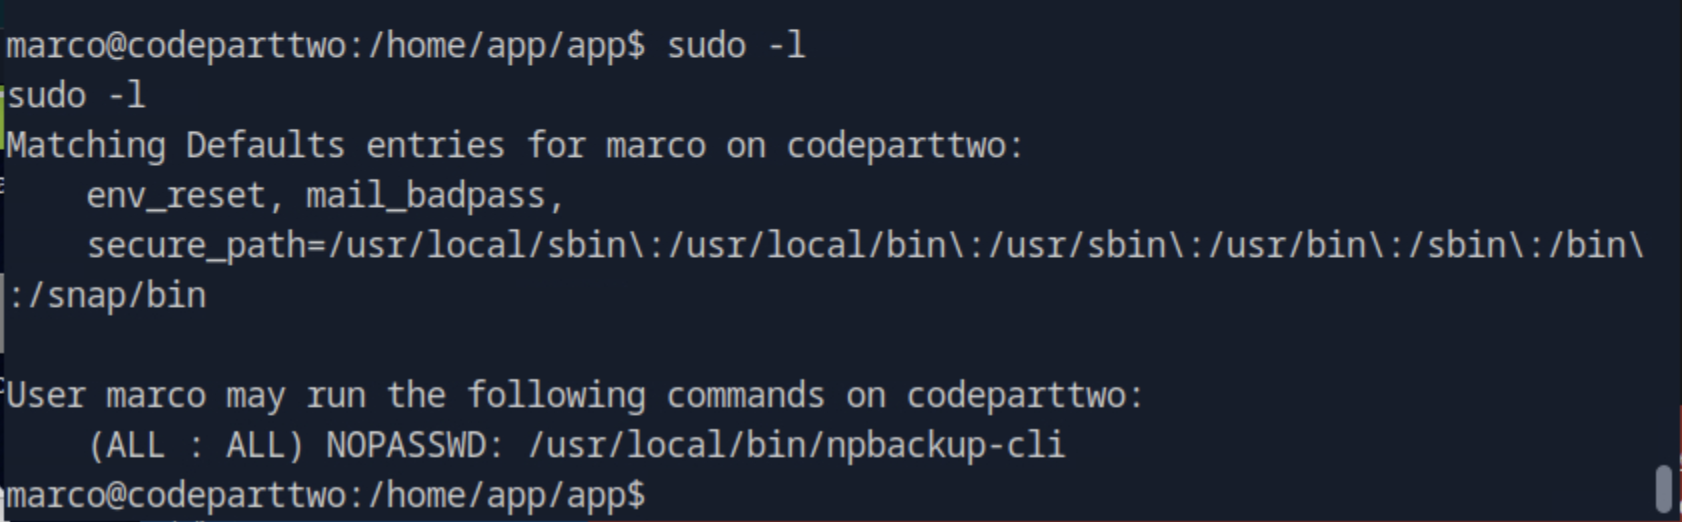 marco@codeparttwo:/home/app/app$ sudo -l
sudo -l
Matching Defaults entries for marco on codeparttwo:
    env_reset, mail_badpass,
    secure_path=/usr/local/sbin\:/usr/local/bin\:/usr/sbin\:/usr/bin\:/sbin\:/bin\
:/snap/bin

User marco may run the following commands on codeparttwo:
    (ALL : ALL) NOPASSWD: /usr/local/bin/npbackup-cli
marco@codeparttwo:/home/app/app$